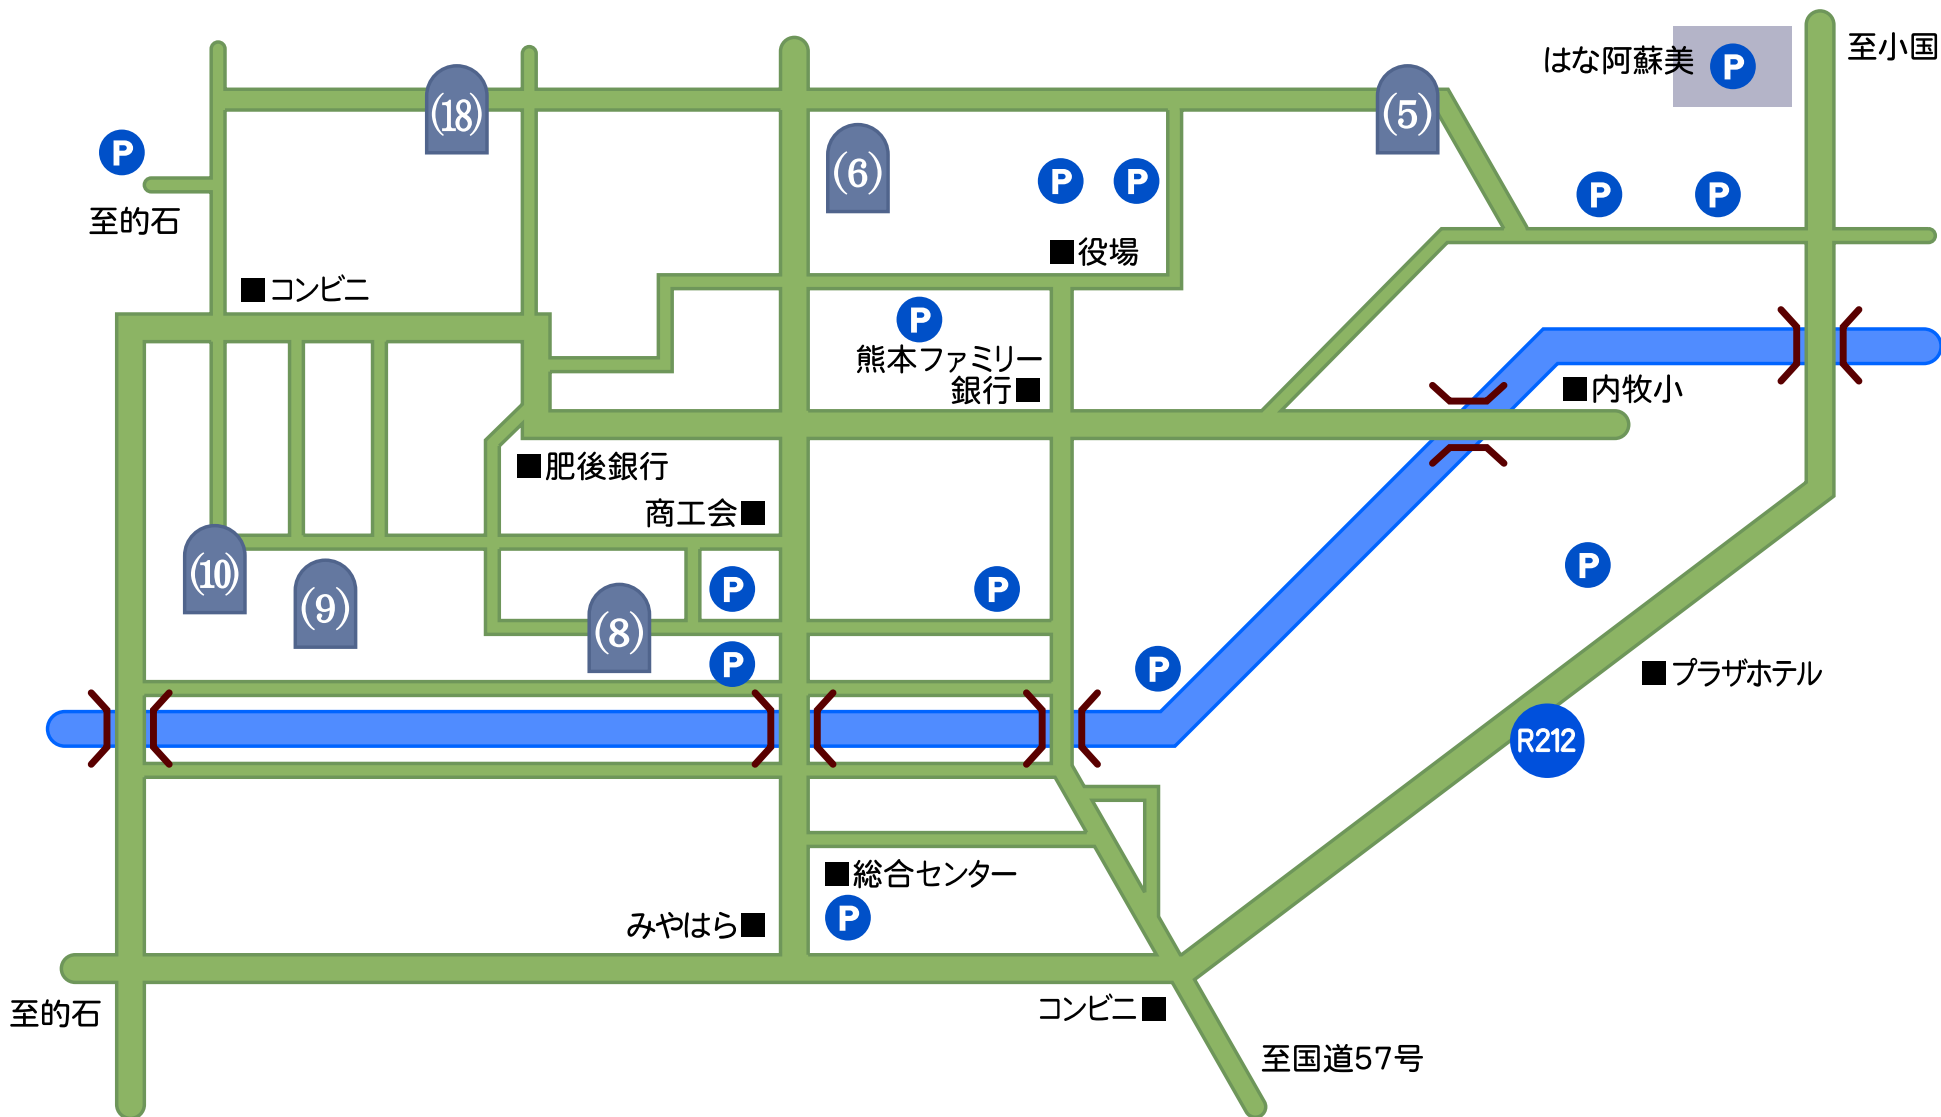 至小国
はな阿蘇美
P
(18)
(5)
P
(6)
P
P
P
P
至的石
■役場
■コンビニ
P
熊本ファミリー
銀行■
■内牧小
■肥後銀行
商工会■
(10)
(9)
(8)
P
P
P
P
P
■プラザホテル
R212
■総合センター
みやはら■
P
至的石
コンビニ■
至国道57号